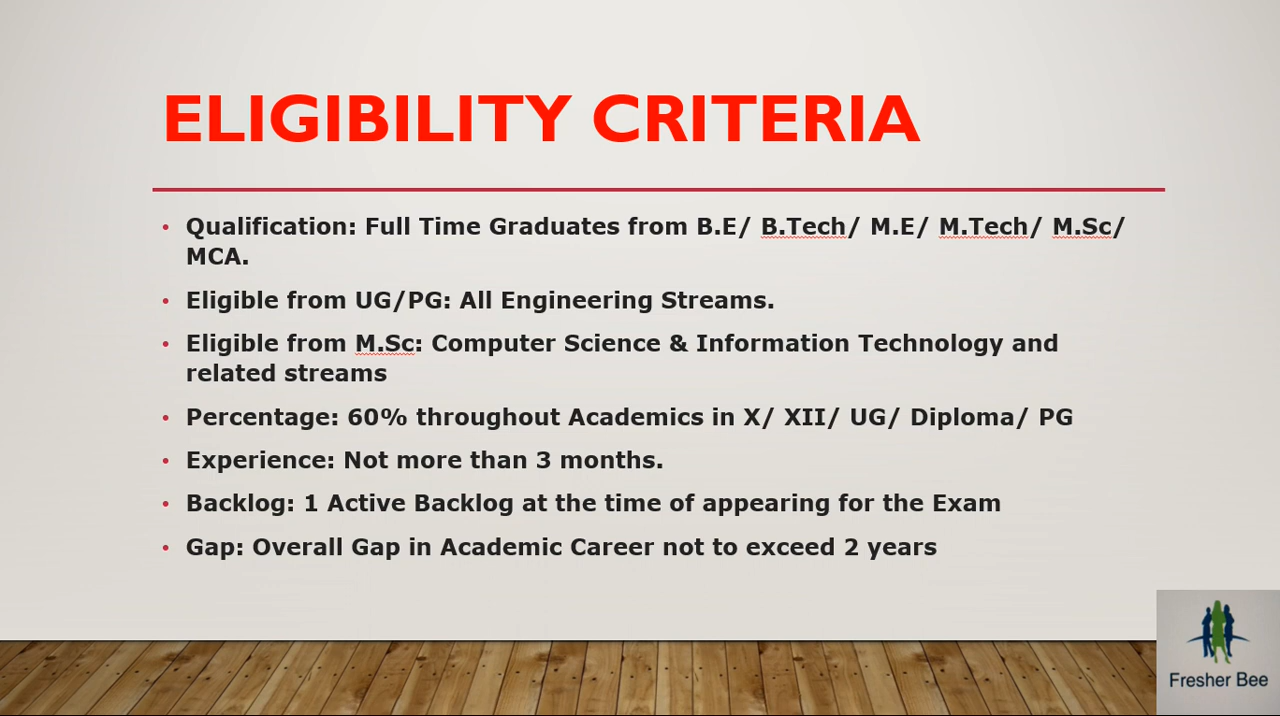 ELIGIBILITY CRITERIA
• Qualification: Full Time Graduates from B.E/ B.Tech/ M.E/ M.Tech/ M.Sc/
MCA.
• Eligible from UG/PG: All Engineering Streams.
• Eligible from M.Sc: Computer Science & Information Technology and
related streams
• Percentage: 60% throughout Academics in X/ XII/ UG/ Diploma/ PG
• Experience: Not more than 3 months.
• Backlog: 1 Active Backlog at the time of appearing for the Exam
• Gap: Overall Gap in Academic Career not to exceed 2 years
Fresher Bee